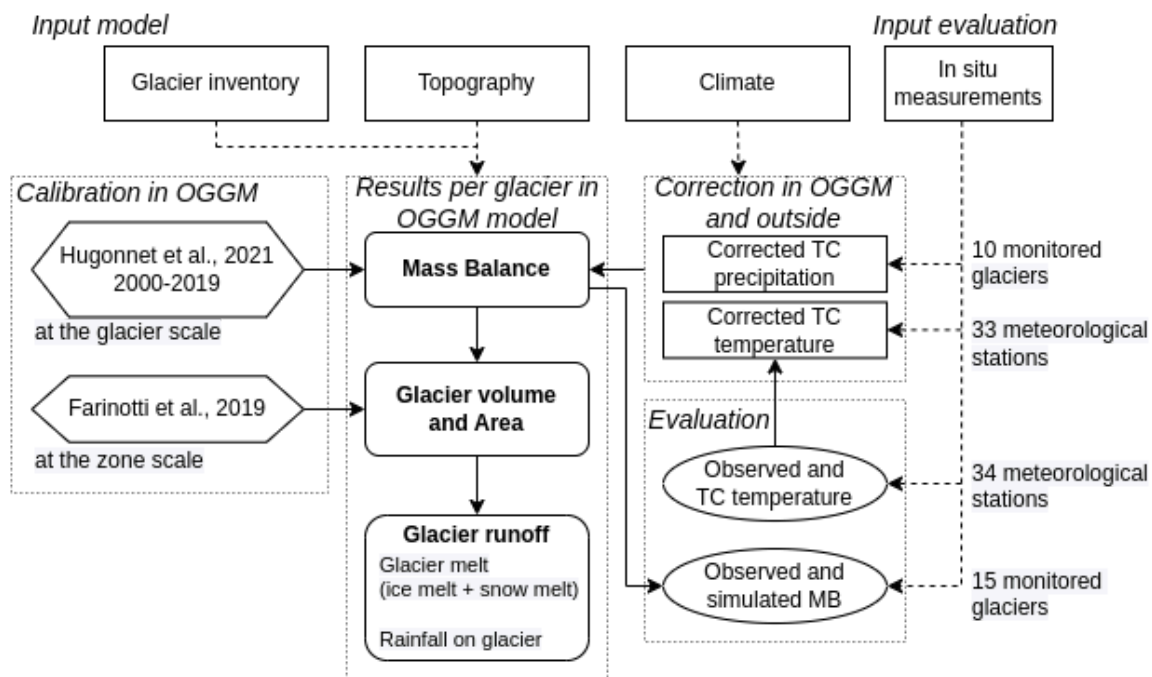 Input model
Input evaluation
Glacier inventory
Topography
Climate
In situ
measurements
Calibration in OGGM
Hugonnet et al., 2021
2000-2019
at the glacier scale
Farinotti et al., 2019
at the zone scale
Results per glacier in
OGGM model
Mass Balance
Glacier volume
and Area
Glacier runoff
Glacier melt
(ice melt + snow melt)
Rainfall on glacier
Correction in OGGM
and outside
Corrected TC
precipitation
Corrected TC
temperature
Evaluation
Observed and
TC temperature
Observed and
simulated MB
10 monitored
glaciers
33 meteorological
stations
34 meteorological
stations
15 monitored
glaciers